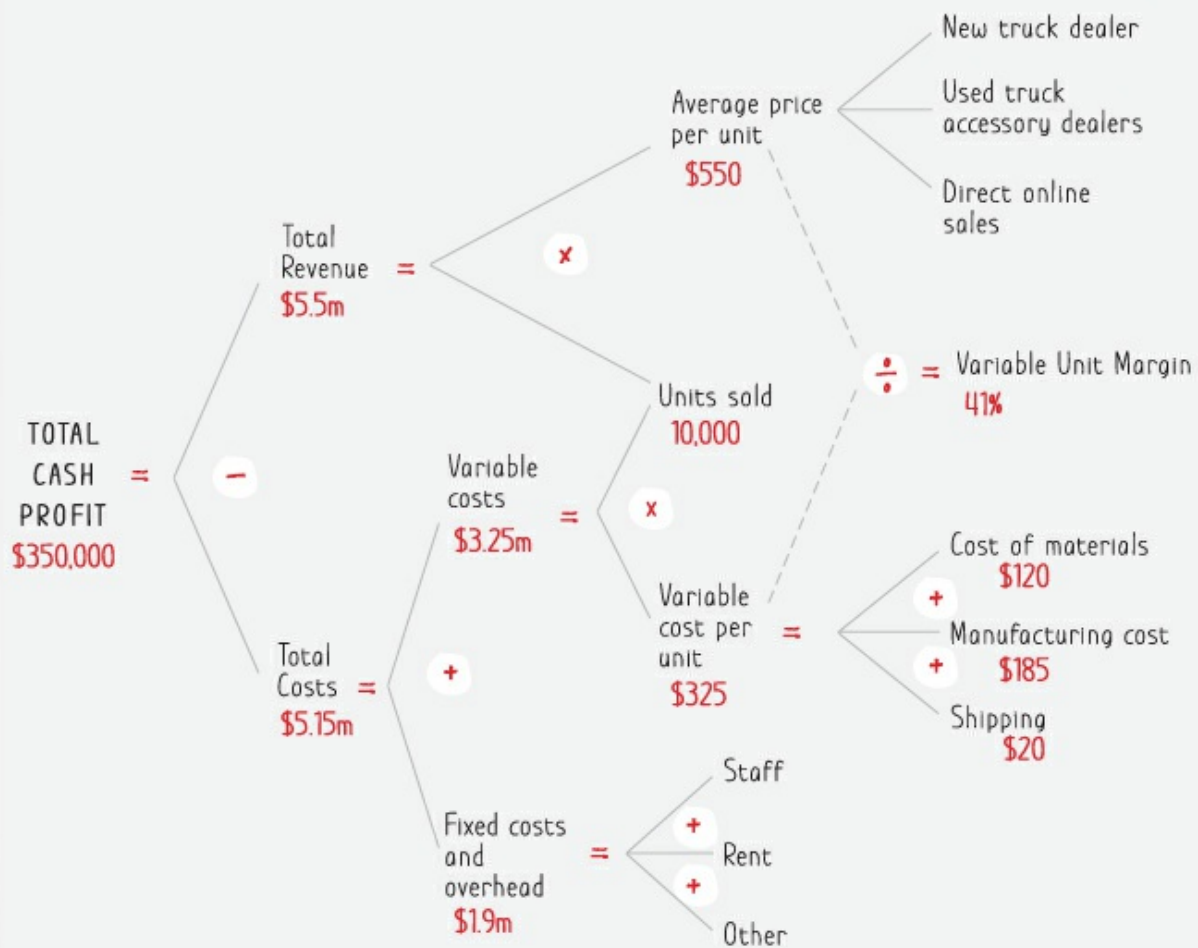 TOTAL
CASH
PROFIT
$350,000
=
−
Total
Revenue =
$5.5m
Total
Costs =
$5.15m
x
Average price
per unit
$550
New truck dealer
Used truck
accessory dealers
Direct online
sales
Units sold
10,000
÷ = Variable Unit Margin
41%
+
Variable
costs
$3.25m
=
x
Variable
cost per
unit
$325
=
Cost of materials
$120
+
Manufacturing cost
$185
+
Shipping
$20
Fixed costs
and
overhead
$1.9m
=
Staff
+
Rent
+
Other